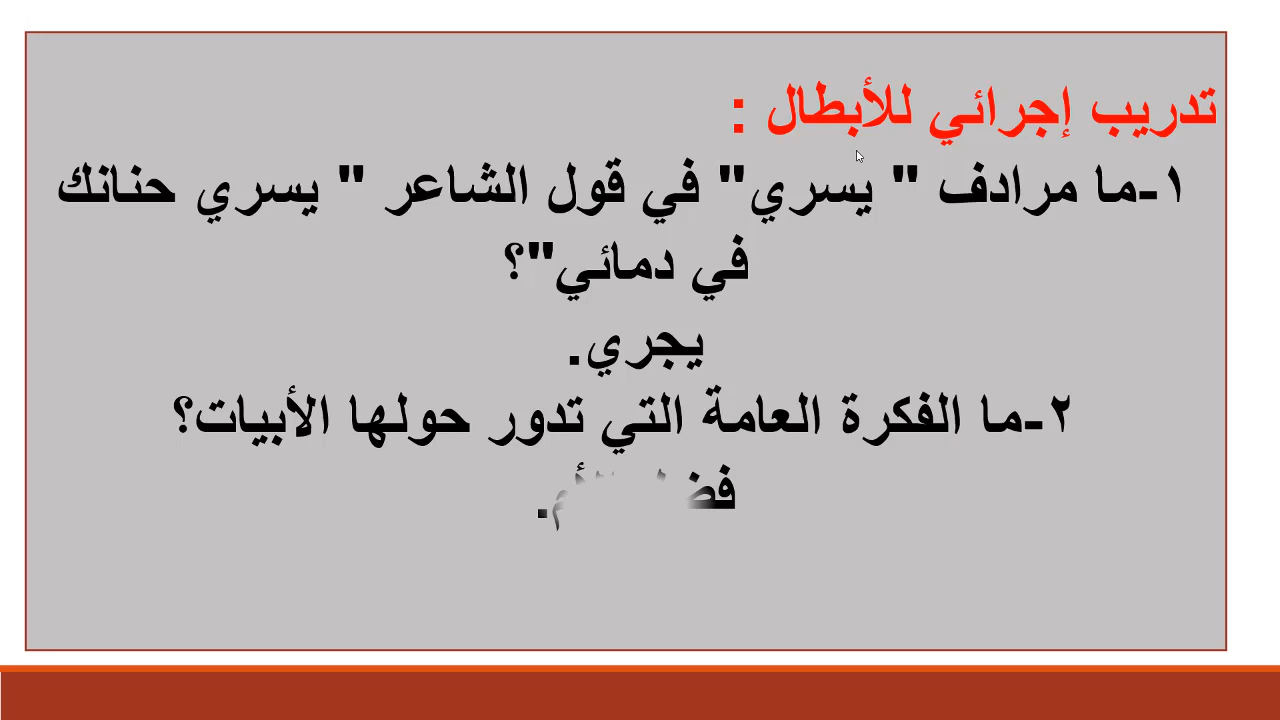 تدريب إجرائي للأبطال :
١-ما مرادف " يسري" في قول الشاعر " يسري حنانك
في دمائي"؟
يجري.
٢-ما الفكرة العامة التي تدور حولها الأبيات؟